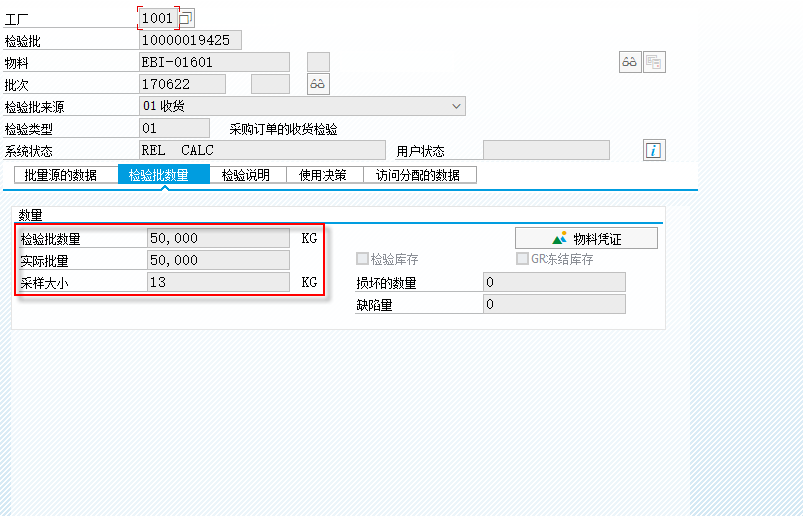 工厂 1001
检验批 10000019425
物料 EBI-01601
批次 170622
检验批来源 01 收货
检验类型 01 采购订单的收货检验
系统状态 REL CALC 用户状态
批量源的数据 检验批数量 检验说明 使用决策 访问分配的数据
数量
检验批数量 50,000 KG 物料凭证
实际批量 50,000 检验库存 GR冻结库存
采样大小 13 KG 损坏的数量 0
缺陷量 0